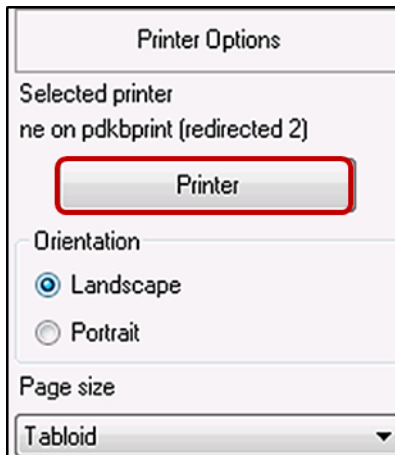 Printer Options
Selected printer
ne on pdkbprint (redirected 2)
Printer
Orientation
Landscape
Portrait
Page size
Tabloid